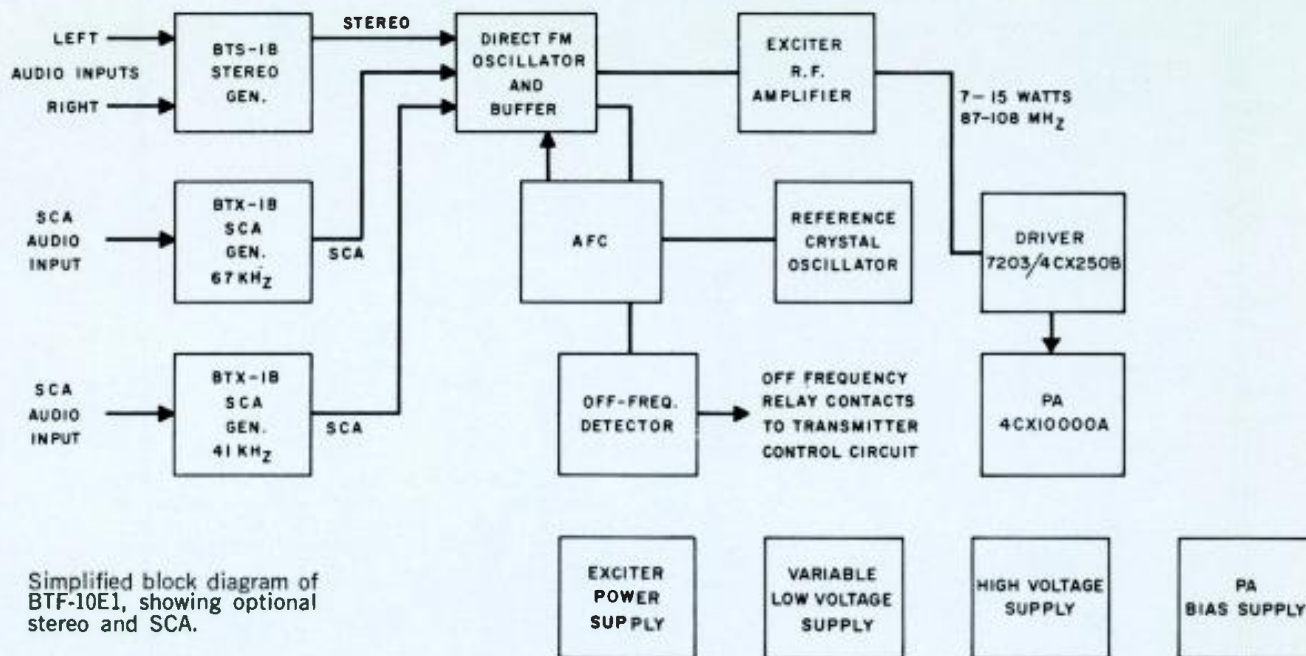 LEFT
AUDIO INPUTS
RIGHT
BTS-1B
STEREO
GEN.
STEREO
DIRECT FM
OSCILLATOR
AND
BUFFER
EXCITER
R.F.
AMPLIFIER
7-15 WATTS
87-108 MHZ
SCA
AUDIO
INPUT
BTX-1B
SCA
GEN.
67 KHZ
SCA
AFC
REFERENCE
CRYSTAL
OSCILLATOR
DRIVER
7203/4CX250B
SCA
AUDIO
INPUT
BTX-1B
SCA
GEN.
41 KHZ
SCA
OFF-FREQ.
DETECTOR
OFF FREQUENCY
RELAY CONTACTS
TO TRANSMITTER
CONTROL CIRCUIT
PA
4CX10000A
Simplified block diagram of
BTF-10E1, showing optional
stereo and SCA.
EXCITER
POWER
SUPPLY
VARIABLE
LOW VOLTAGE
SUPPLY
HIGH VOLTAGE
SUPPLY
PA
BIAS SUPPLY